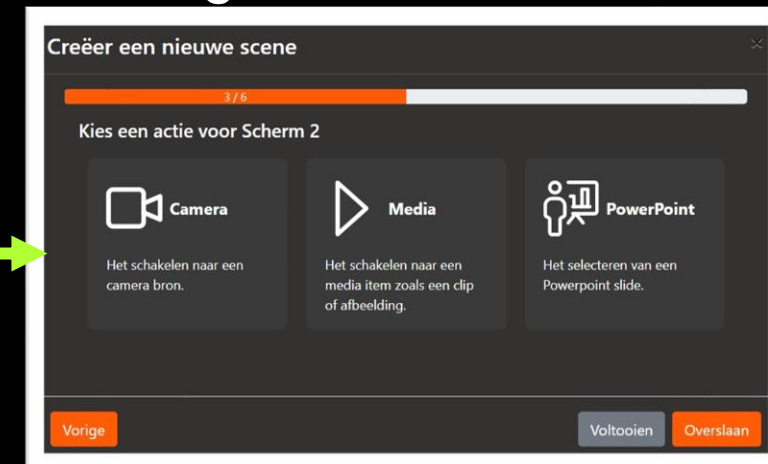 Creëer een nieuwe scene
3 / 6
Kies een actie voor Scherm 2
Camera
Het schakelen naar een
camera bron.
Media
Het schakelen naar een
media item zoals een clip
of afbeelding.
PowerPoint
Het selecteren van een
Powerpoint slide.
Vorige
Voltooien
Overslaan